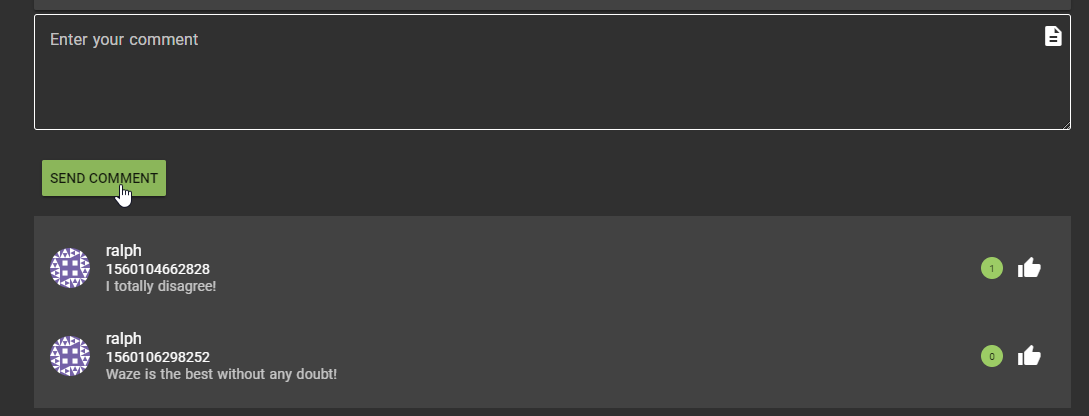 Enter your comment
SEND COMMENT
ralph
1560104662828
I totally disagree!
1
ralph
1560106298252
Waze is the best without any doubt!
0